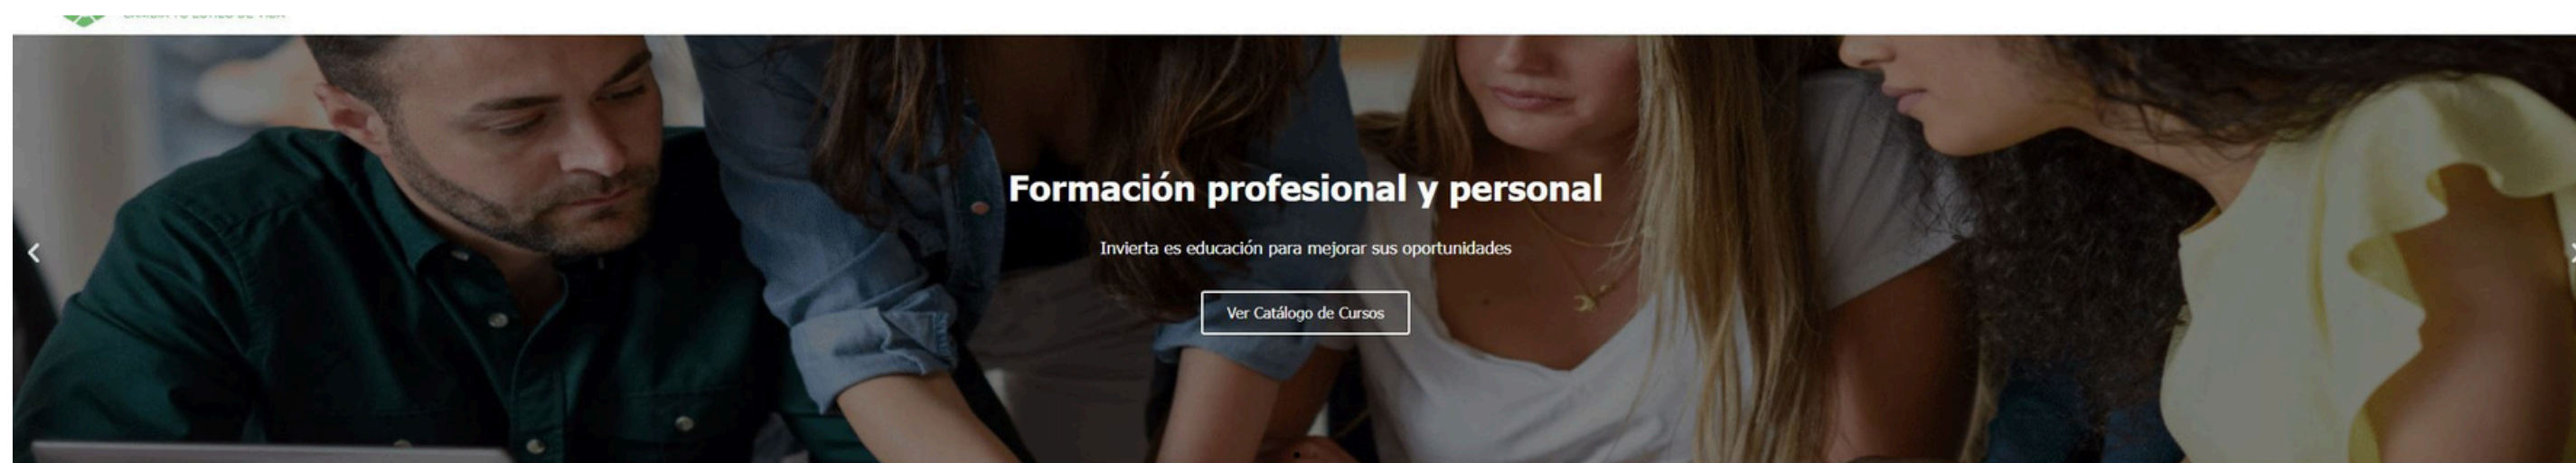 Formación profesional y personal
Invierta es educación para mejorar sus oportunidades
Ver Catálogo de Cursos